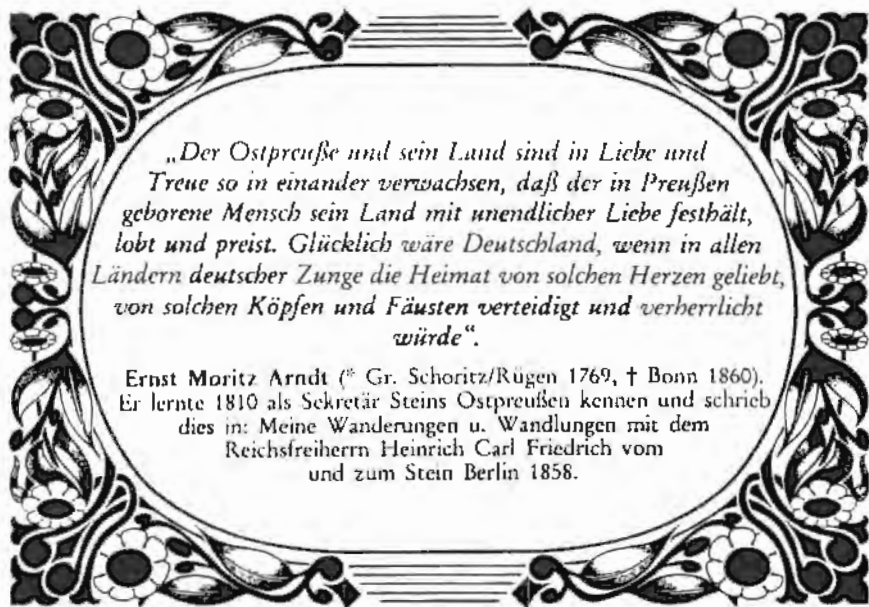 „Der Ostpreuße und sein Land sind in Liebe und
Treue so in einander verwachsen, daß der in Preußen
geborene Mensch sein Land mit unendlicher Liebe festhält,
lobt und preist. Glücklich wäre Deutschland, wenn in allen
Ländern deutscher Zunge die Heimat von solchen Herzen geliebt,
von solchen Köpfen und Fäusten verteidigt und verherrlicht
würde“.
Ernst Moritz Arndt (* Gr. Schoritz/Rügen 1769, † Bonn 1860).
Er lernte 1810 als Sekretär Steins Ostpreußen kennen und schrieb
dies in: Meine Wanderungen u. Wandlungen mit dem
Reichsfreiherrn Heinrich Carl Friedrich vom
und zum Stein Berlin 1858.